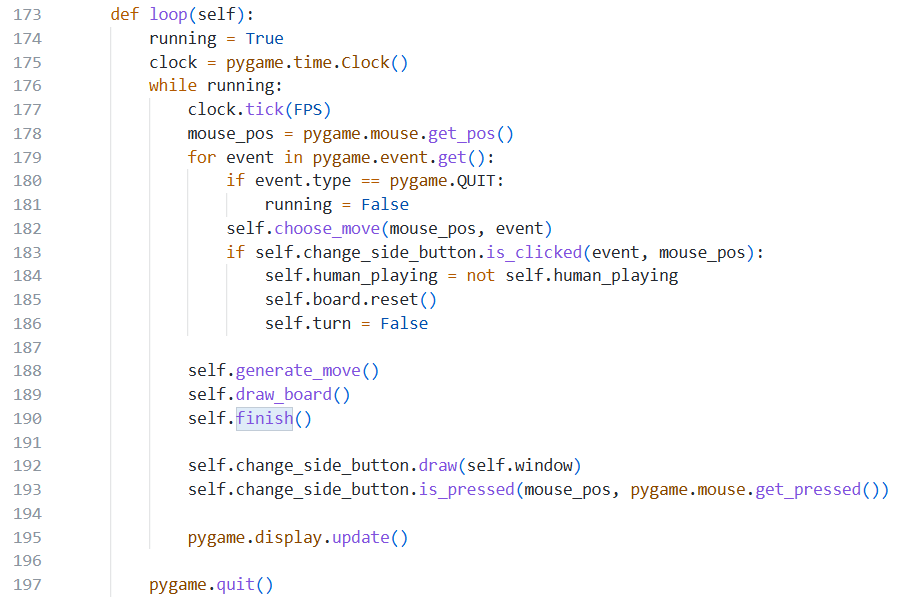 173 def loop(self):
174 running = True
175 clock = pygame.time.Clock()
176 while running:
177 clock.tick(FPS)
178 mouse_pos = pygame.mouse.get_pos()
179 for event in pygame.event.get():
180 if event.type == pygame.QUIT:
181 running = False
182 self.choose_move(mouse_pos, event)
183 if self.change_side_button.is_clicked(event, mouse_pos):
184 self.human_playing = not self.human_playing
185 self.board.reset()
186 self.turn = False
187
188 self.generate_move()
189 self.draw_board()
190 self.finish()
191
192 self.change_side_button.draw(self.window)
193 self.change_side_button.is_pressed(mouse_pos, pygame.mouse.get_pressed())
194
195 pygame.display.update()
196
197 pygame.quit()